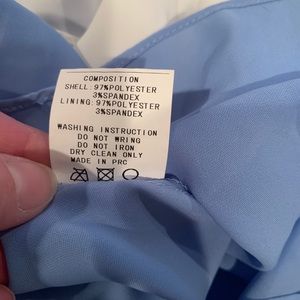 COMPOSITION
SHELL: 97%POLYESTER
3%SPANDEX
LINING: 97%POLYESTER
3%SPANDEX
WASHING INSTRUCTION
DO NOT WRING
DO NOT IRON
DRY CLEAN ONLY
MADE IN PRC